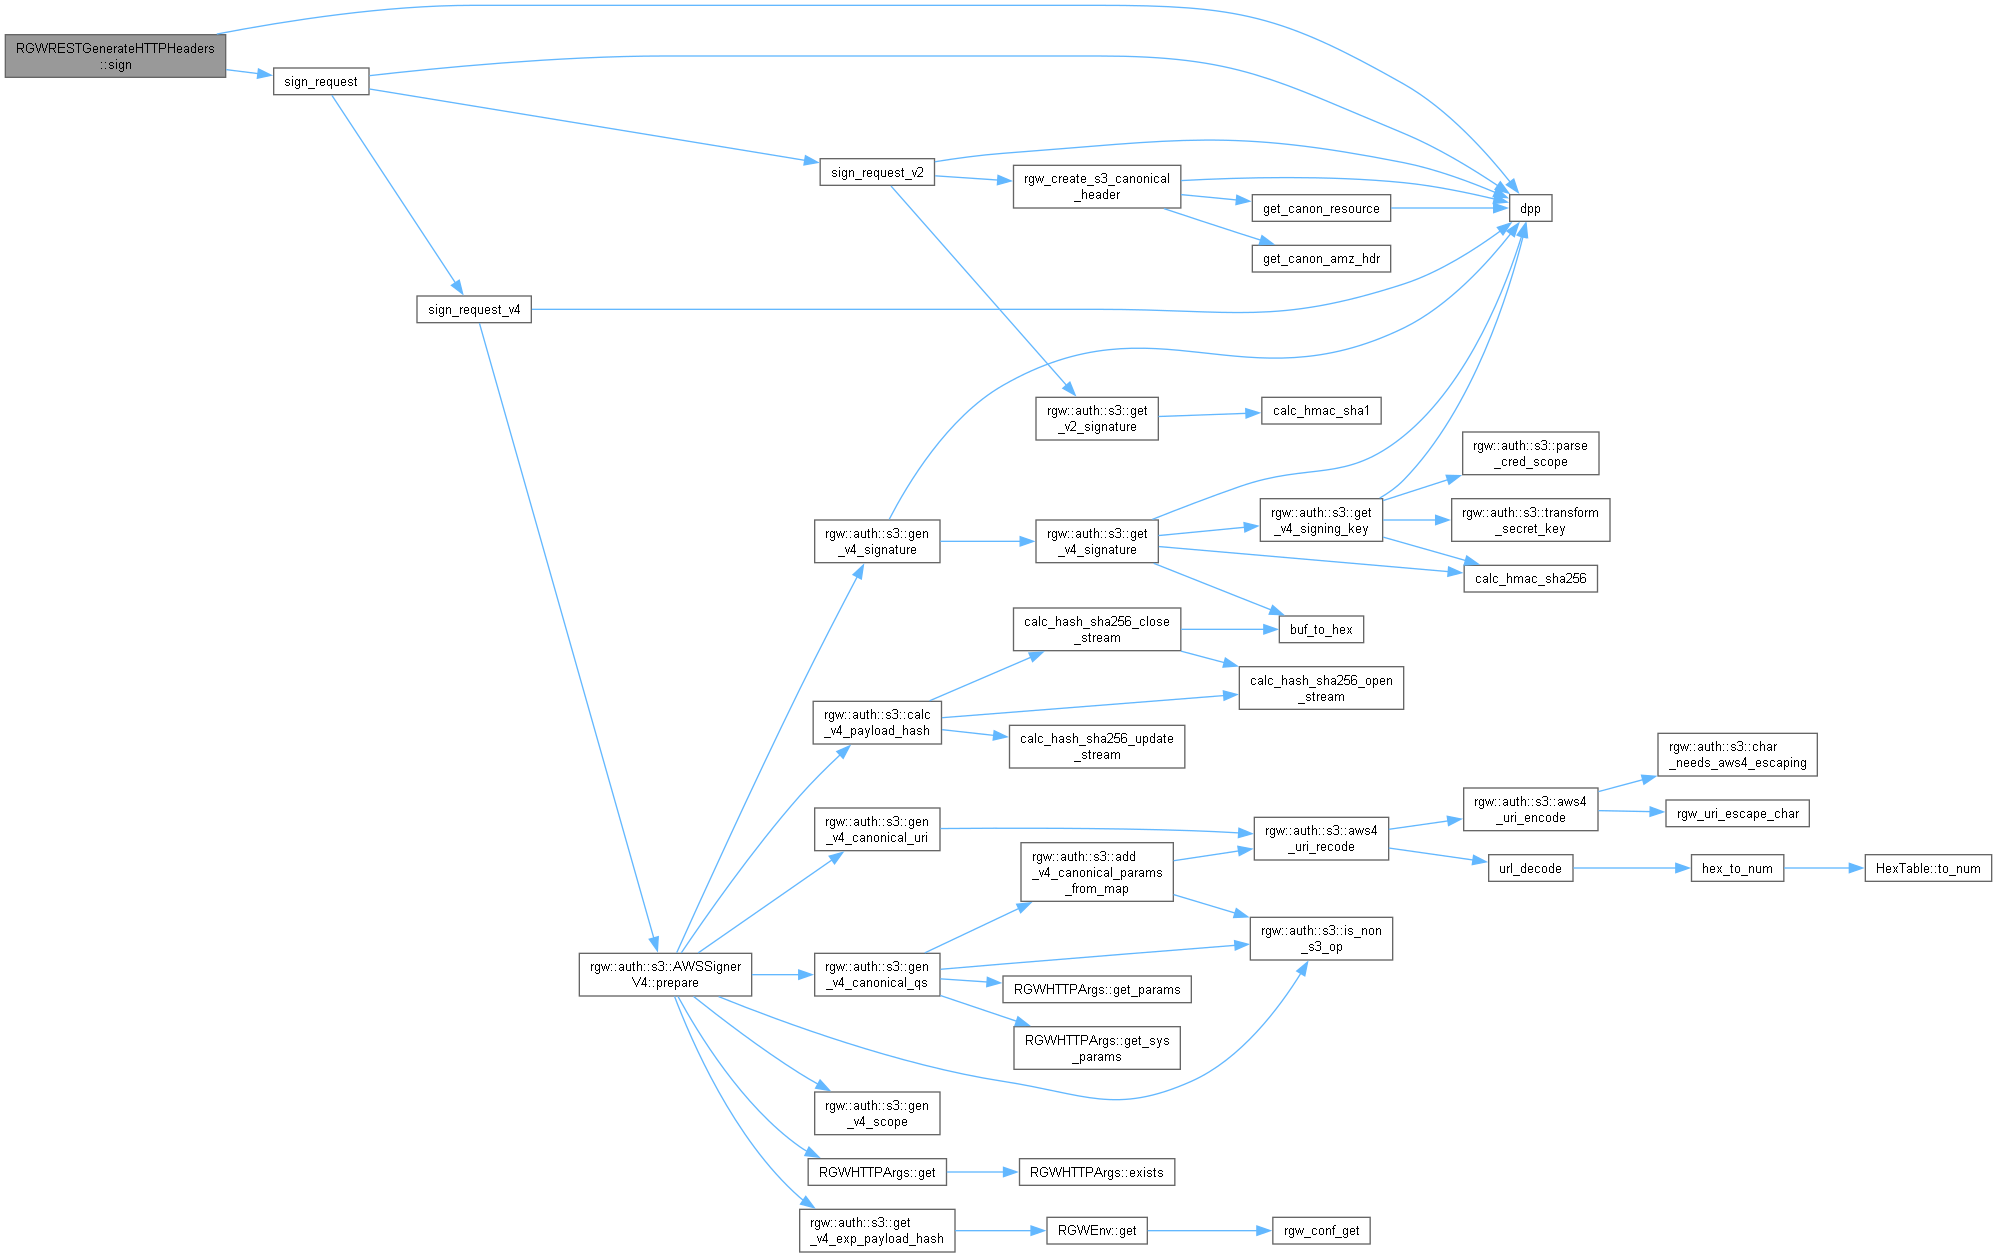 RGWRESTGenerateHTTPHeaders
::sign
sign_request
sign_request_v2
rgw_create_s3_canonical
_header
get_canon_resource
dpp
get_canon_amz_hdr
sign_request_v4
rgw::auth::s3::get
_v2_signature
calc_hmac_sha1
rgw::auth::s3::parse
_cred_scope
rgw::auth::s3::gen
_v4_signature
rgw::auth::s3::get
_v4_signature
rgw::auth::s3::get
_v4_signing_key
rgw::auth::s3::transform
_secret_key
calc_hmac_sha256
buf_to_hex
calc_hash_sha256_close
_stream
calc_hash_sha256_open
_stream
rgw::auth::s3::calc
_v4_payload_hash
calc_hash_sha256_update
_stream
rgw::auth::s3::char
_needs_aws4_escaping
rgw::auth::s3::gen
_v4_canonical_uri
rgw::auth::s3::aws4
_uri_recode
rgw::auth::s3::aws4
_uri_encode
rgw_uri_escape_char
rgw::auth::s3::add
_v4_canonical_params
_from_map
url_decode
hex_to_num
HexTable::to_num
rgw::auth::s3::is_non
_s3_op
rgw::auth::s3::AWSSigner
V4::prepare
rgw::auth::s3::gen
_v4_canonical_qs
RGWHTTPArgs::get_params
RGWHTTPArgs::get_sys
_params
rgw::auth::s3::gen
_v4_scope
RGWHTTPArgs::get
RGWHTTPArgs::exists
rgw::auth::s3::get
_v4_exp_payload_hash
RGWEnv::get
rgw_conf_get